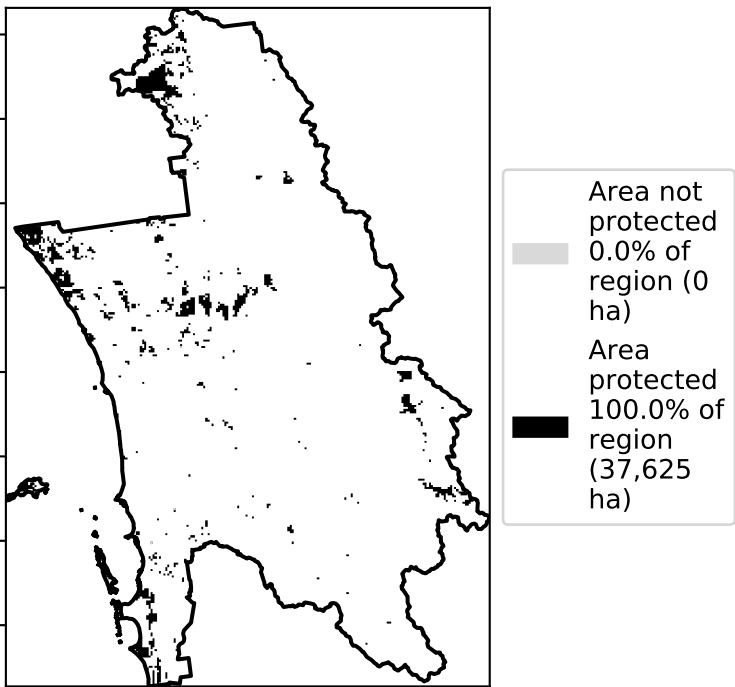 Area not
protected
0.0% of
region (0
ha)
Area
protected
100.0% of
region
(37,625
ha)